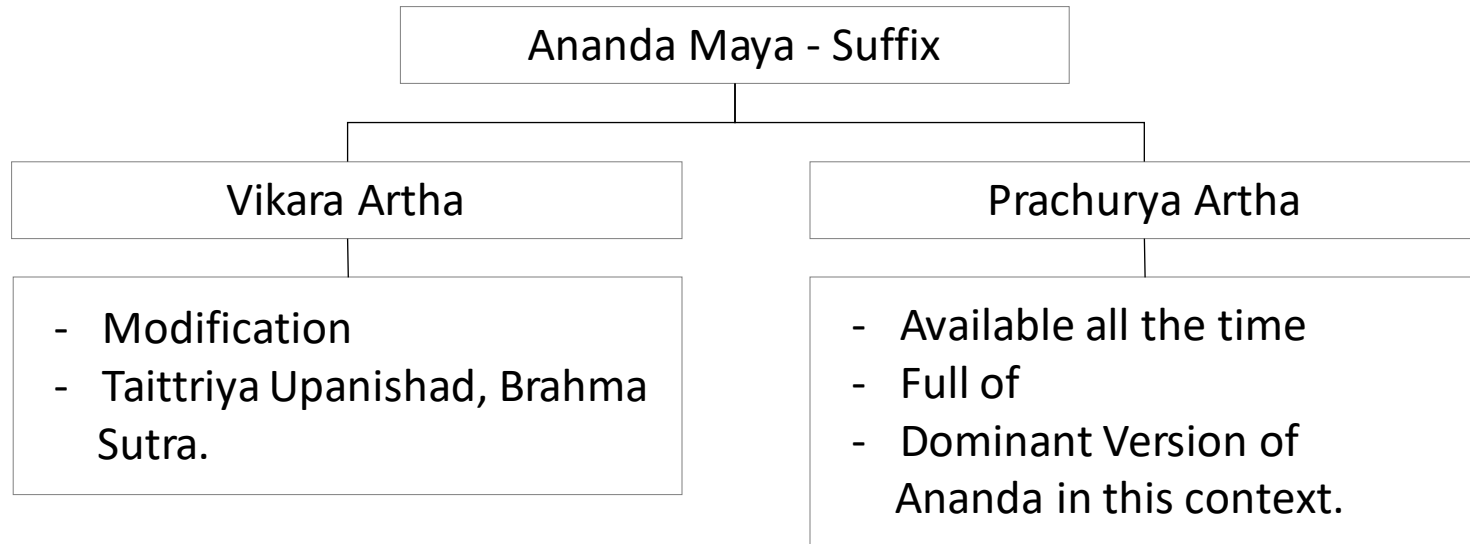 Ananda Maya - Suffix
Vikara Artha
- Modification
- Taittriya Upanishad, Brahma
Sutra.
Prachurya Artha
- Available all the time
- Full of
- Dominant Version of
Ananda in this context.